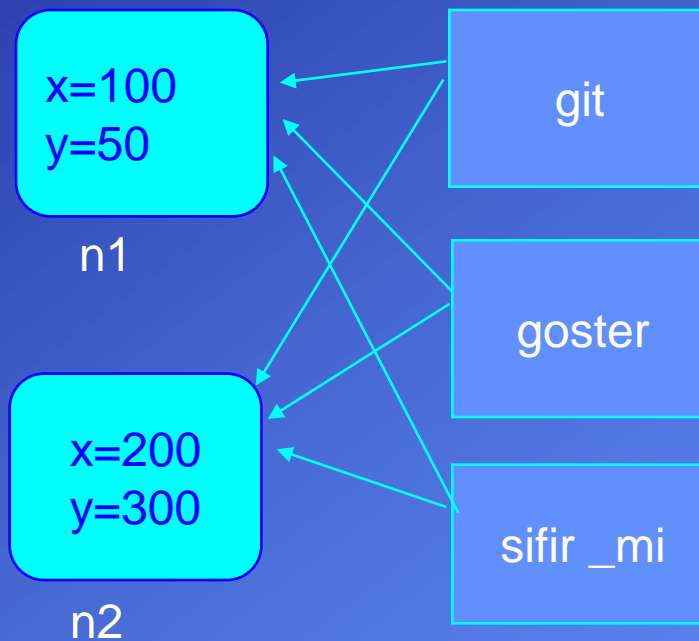 x=100
y=50
n1
x=200
y=300
n2
git
goster
sifir _mi